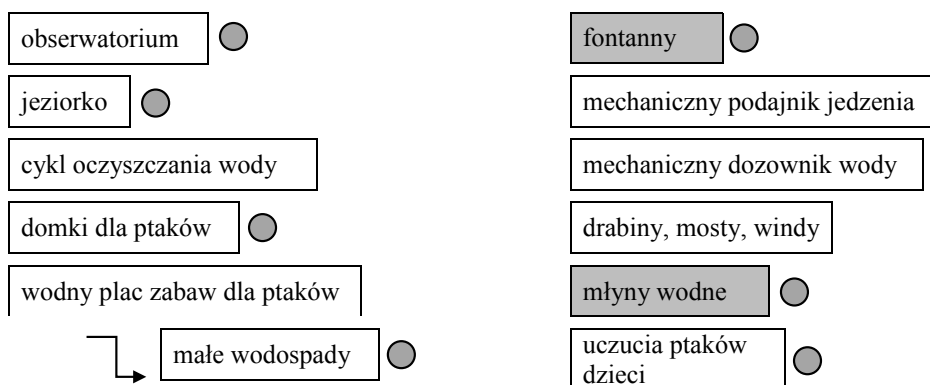 obserwatorium
jeziorko
cykl oczyszczania wody
domki dla ptaków
wodny plac zabaw dla ptaków
małe wodospady
fontanny
mechaniczny podajnik jedzenia
mechaniczny dozownik wody
drabiny, mosty, windy
młyny wodne
uczucia ptaków
dzieci